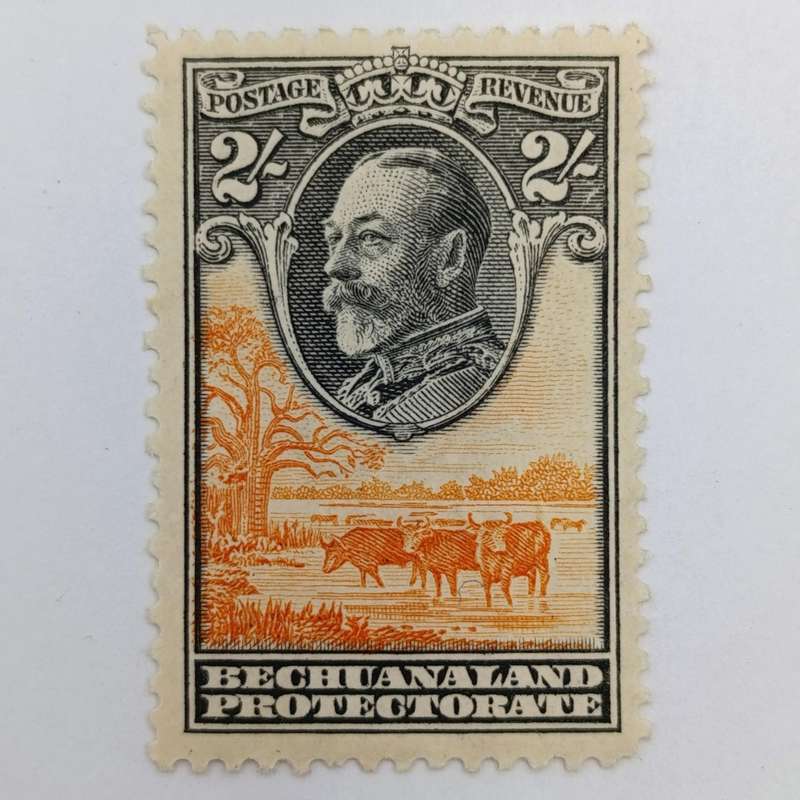 POSTAGE REVENUE
2/- 2/-
BECHUANALAND
PROTECTORATE